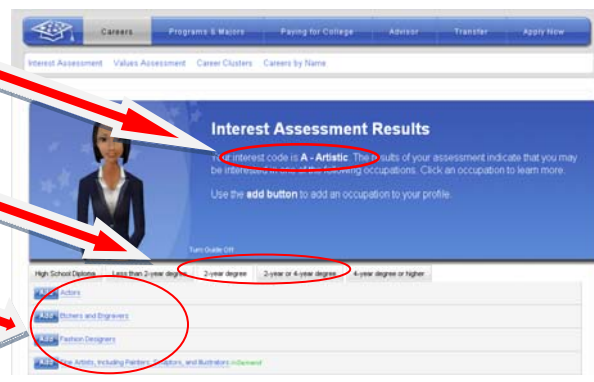 Careers Programs & Majors Paying for College Advisor Transfer Apply Now
Interest Assessment Values Assessment Career Clusters Careers by Name
Interest Assessment Results
Your interest code is A - Artistic. The results of your assessment indicate that you may
be interested in one of the following occupations. Click an occupation to learn more.
Use the add button to add an occupation to your profile.
Turn Guide Off
High School Diploma Less than 2-year degree 2-year degree 2-year or 4-year degree 4-year degree or higher
Add Actors
Add Etchers and Engravers
Add Fashion Designers
Add Fine Artists, Including Painters, Sculptors, and Illustrators In Demand